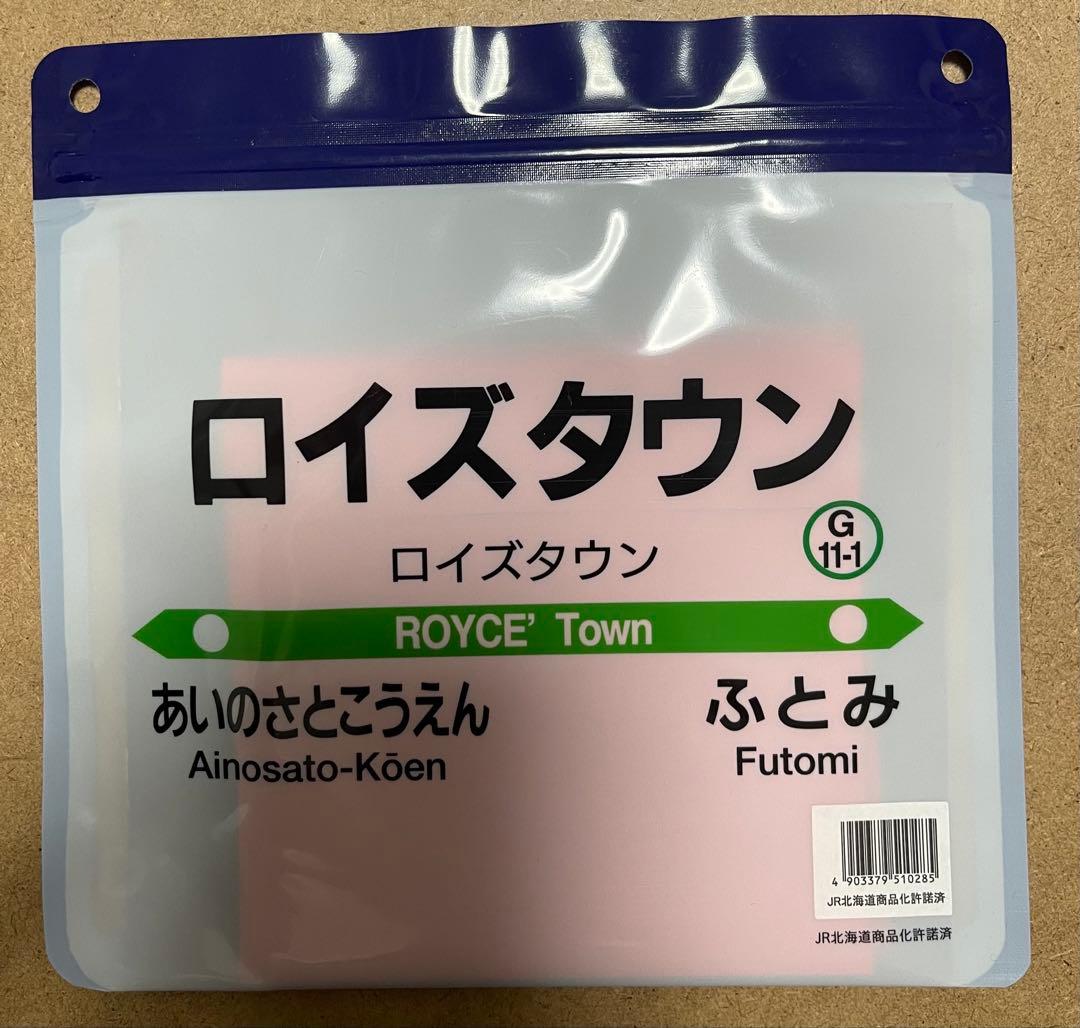 ロイズタウン
G
11-1
ロイズタウン
ROYCE' Town
あいのさとこうえん
ふとみ
Ainosato-Kōen
Futomi
4 903379 510285
JR北海道商品化許諾済
JR北海道商品化許諾済